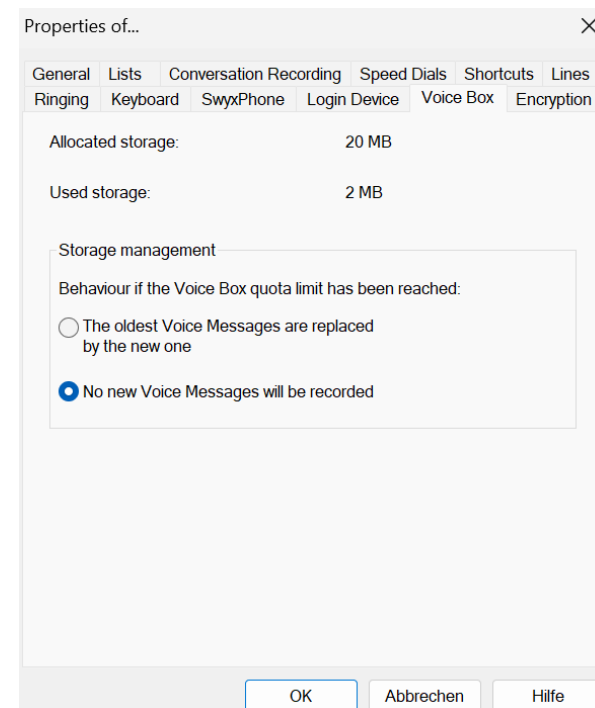 Properties of...
General Lists Conversation Recording Speed Dials Shortcuts Lines
Ringing Keyboard SwyxPhone Login Device Voice Box Encryption
Allocated storage: 20 MB
Used storage: 2 MB
Storage management
Behaviour if the Voice Box quota limit has been reached:
The oldest Voice Messages are replaced
by the new one
No new Voice Messages will be recorded
OK Abbrechen Hilfe